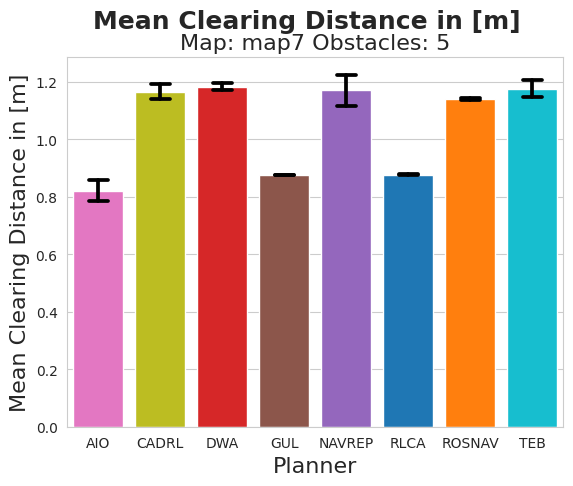 Mean Clearing Distance in [m]
Map: map7 Obstacles: 5
Mean Clearing Distance in [m]
1.2
1.0
0.8
0.6
0.4
0.2
0.0
AIO CADRL DWA GUL NAVREP RLCA ROSNAV TEB
Planner